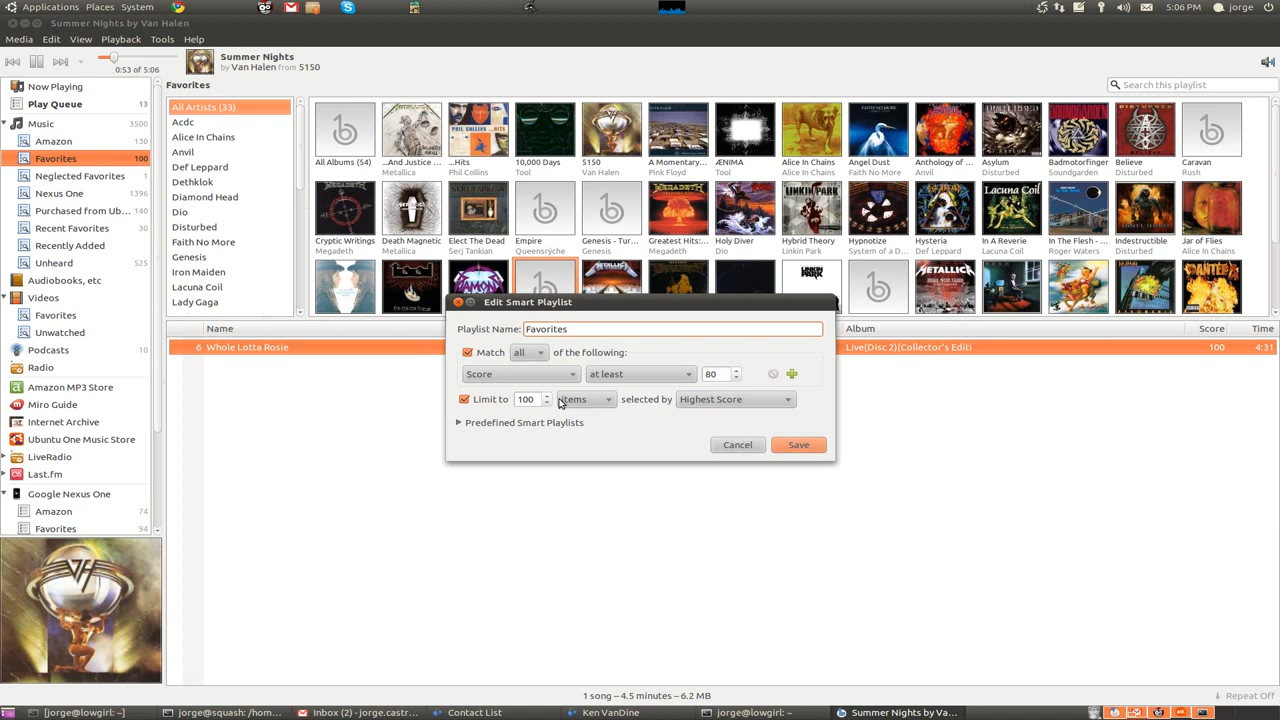 Applications Places System
5:06 PM jorge
Summer Nights by Van Halen
Media Edit View Playback Tools Help
0:53 of 5:06
Summer Nights
by Van Halen from 5150
Now Playing
Play Queue 13
Music 3500
Amazon 130
Favorites 100
Neglected Favorites 1
Nexus One 1396
Purchased from Ub... 140
Recent Favorites 30
Recently Added
Unheard 525
Audiobooks, etc
Videos
Favorites
Unwatched
Podcasts 10
Radio
Amazon MP3 Store
Miro Guide
Internet Archive
Ubuntu One Music Store
LiveRadio
Last.fm
Google Nexus One
Amazon 74
Favorites 94
Favorites
Search this playlist
All Artists (33)
Acdc
Alice In Chains
Anvil
Def Leppard
Dethklok
Diamond Head
Dio
Disturbed
Faith No More
Genesis
Iron Maiden
Lacuna Coil
Lady Gaga
All Albums (54) ...And Justice ... ...Hits 10,000 Days 5150 A Momentary... ÆNIMA Alice In Chains Angel Dust Anthology of ... Asylum Badmotorfinger Believe Caravan
Metallica Phil Collins Tool Van Halen Pink Floyd Tool Alice In Chains Faith No More Anvil Disturbed Soundgarden Disturbed Rush
Cryptic Writings Death Magnetic Elect The Dead Empire Genesis - Tur... Greatest Hits:... Holy Diver Hybrid Theory Hypnotize Hysteria In A Reverie In The Flesh - ... Indestructible Jar of Flies
Megadeth Metallica Serj Tankian Queensrÿche Genesis Megadeth Dio Linkin Park System of a D... Def Leppard Lacuna Coil Roger Waters Disturbed Alice In Chains
Name Album Score Time
6 Whole Lotta Rosie Live(Disc 2)(Collector's Editi 100 4:31
Edit Smart Playlist
Playlist Name: Favorites
Match all of the following:
Score at least 80
Limit to 100 items selected by Highest Score
Predefined Smart Playlists
Cancel Save
1 song – 4.5 minutes – 6.2 MB
Repeat Off
[jorge@lowgirl: ~] jorge@squash: /hom... Inbox (2) - jorge.castr... Contact List Ken VanDine jorge@lowgirl: ~ Summer Nights by Va...